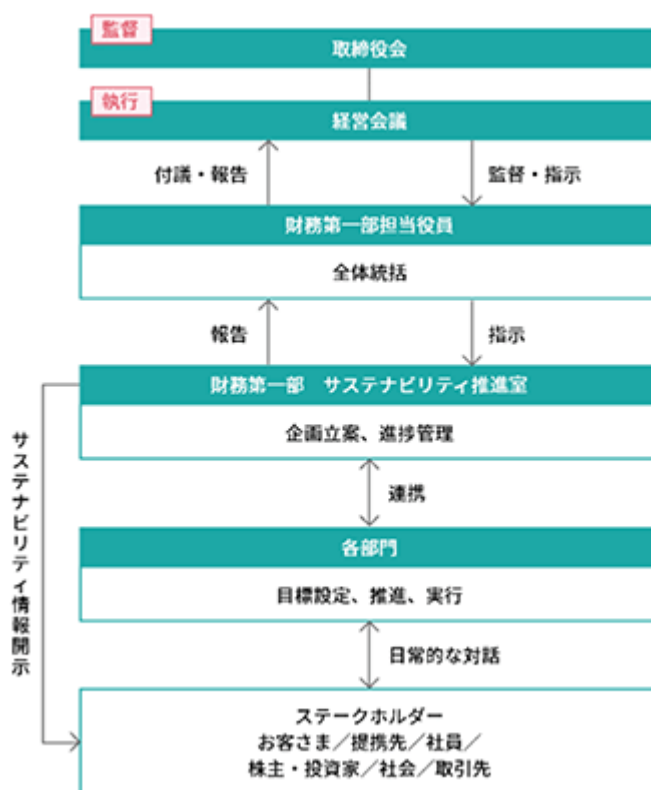 監督
取締役会
執行
経営会議
付議・報告
監督・指示
財務第一部担当役員
全体統括
報告
指示
財務第一部　サステナビリティ推進室
企画立案、進捗管理
連携
各部門
目標設定、推進、実行
日常的な対話
サステナビリティ情報開示
ステークホルダー
お客さま／提携先／社員／
株主・投資家／社会／取引先